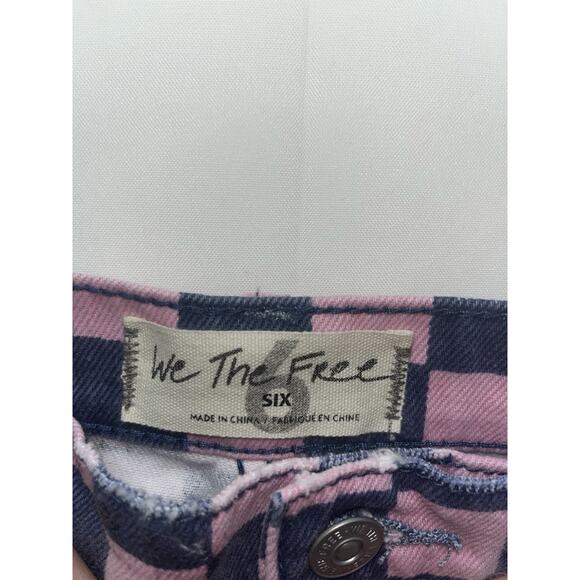 We The Free
6
SIX
MADE IN CHINA / FABRIQUÉ EN CHINE